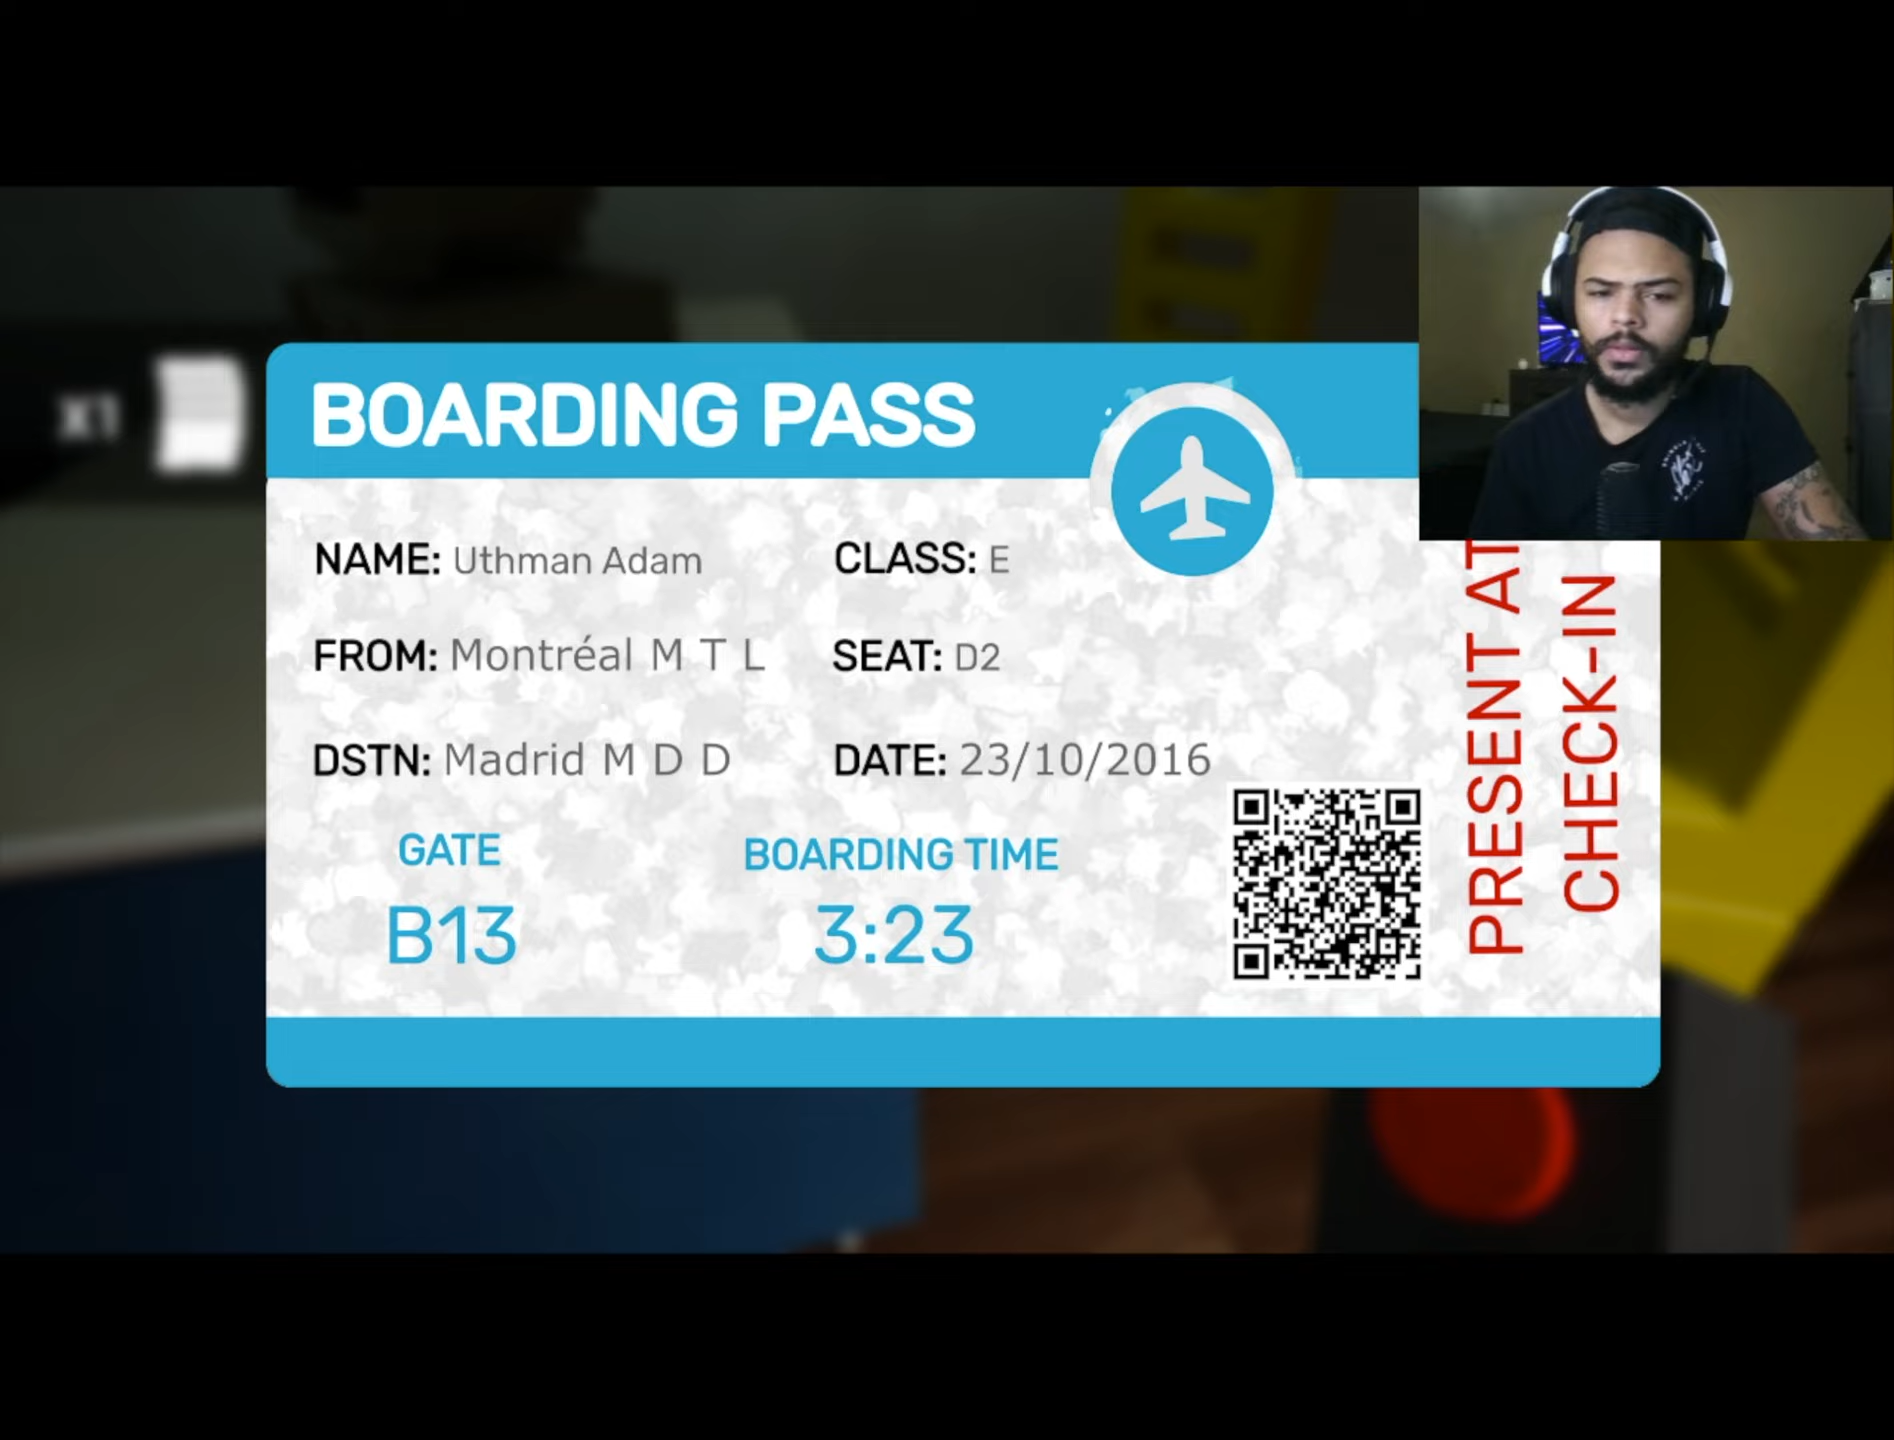 X1
BOARDING PASS
NAME: Uthman Adam
CLASS: E
FROM: Montréal M T L
SEAT: D2
DSTN: Madrid M D D
DATE: 23/10/2016
GATE
B13
BOARDING TIME
3:23
PRESENT AT
CHECK-IN